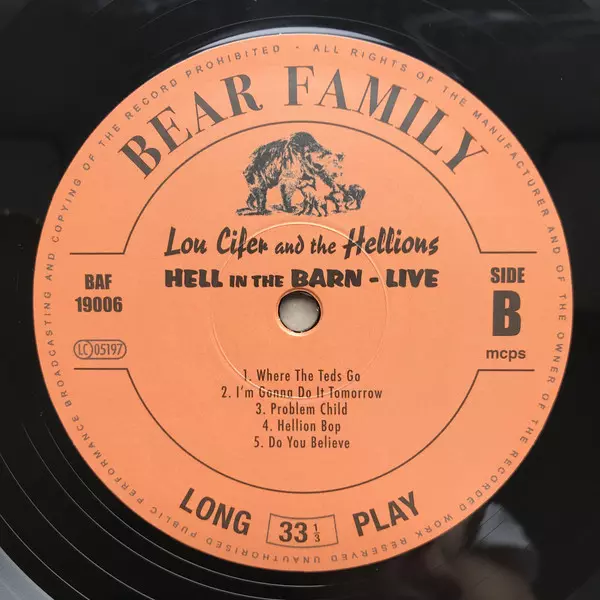 ALL RIGHTS OF THE MANUFACTURER AND OF THE OWNER OF THE RECORDED WORK RESERVED UNAUTHORISED PUBLIC PERFORMANCE BROADCASTING AND COPYING OF THE RECORD PROHIBITED •
BEAR FAMILY
Lou Cifer and the Hellions
HELL IN THE BARN - LIVE
BAF
19006
LC 05197
SIDE
B
mcps
1. Where The Teds Go
2. I'm Gonna Do It Tomorrow
3. Problem Child
4. Hellion Bop
5. Do You Believe
LONG 33 1/3 PLAY